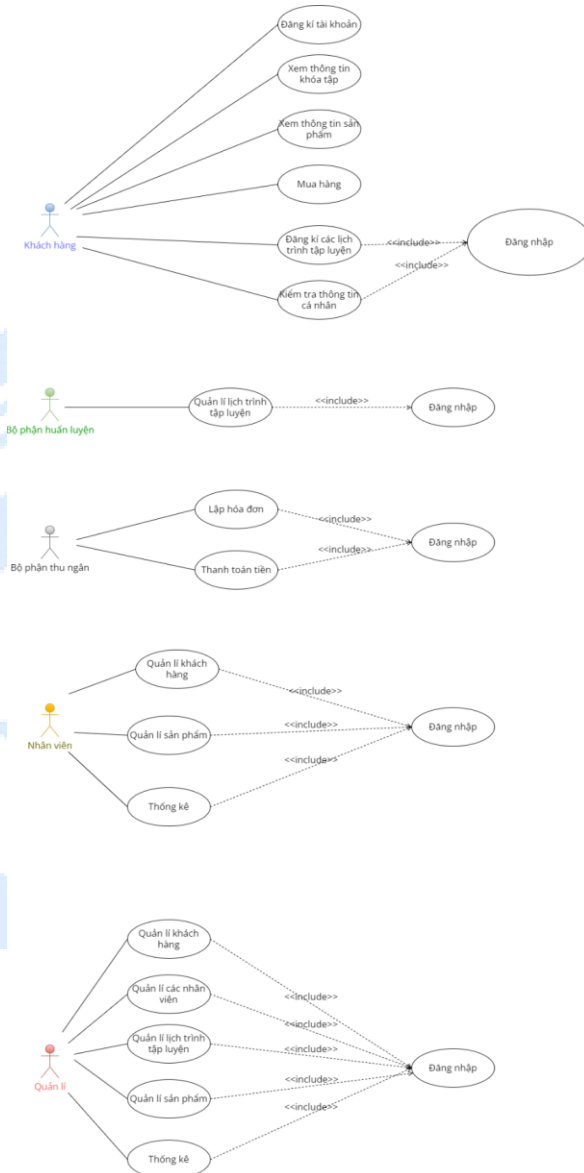 Đăng kí tài khoản
Xem thông tin
khóa tập
Xem thông tin sản
phẩm
Mua hàng
Khách hàng
Đăng kí các lịch
trình tập luyện
<<include>>
Đăng nhập
<<include>>
Kiểm tra thông tin
cá nhân
Quản lí lịch trình
tập luyện
<<include>>
Đăng nhập
Bộ phận huấn luyện
Lập hóa đơn
<<include>>
Đăng nhập
<<include>>
Bộ phận thu ngân
Thanh toán tiền
Quản lí khách
hàng
<<include>>
Quản lí sản phẩm
<<include>>
Đăng nhập
Nhân viên
<<include>>
Thống kê
Quản lí khách
hàng
<<include>>
Quản lí các nhân
viên
<<include>>
Quản lí lịch trình
tập luyện
<<include>>
Đăng nhập
Quản lí
<<include>>
Quản lí sản phẩm
<<include>>
Thống kê